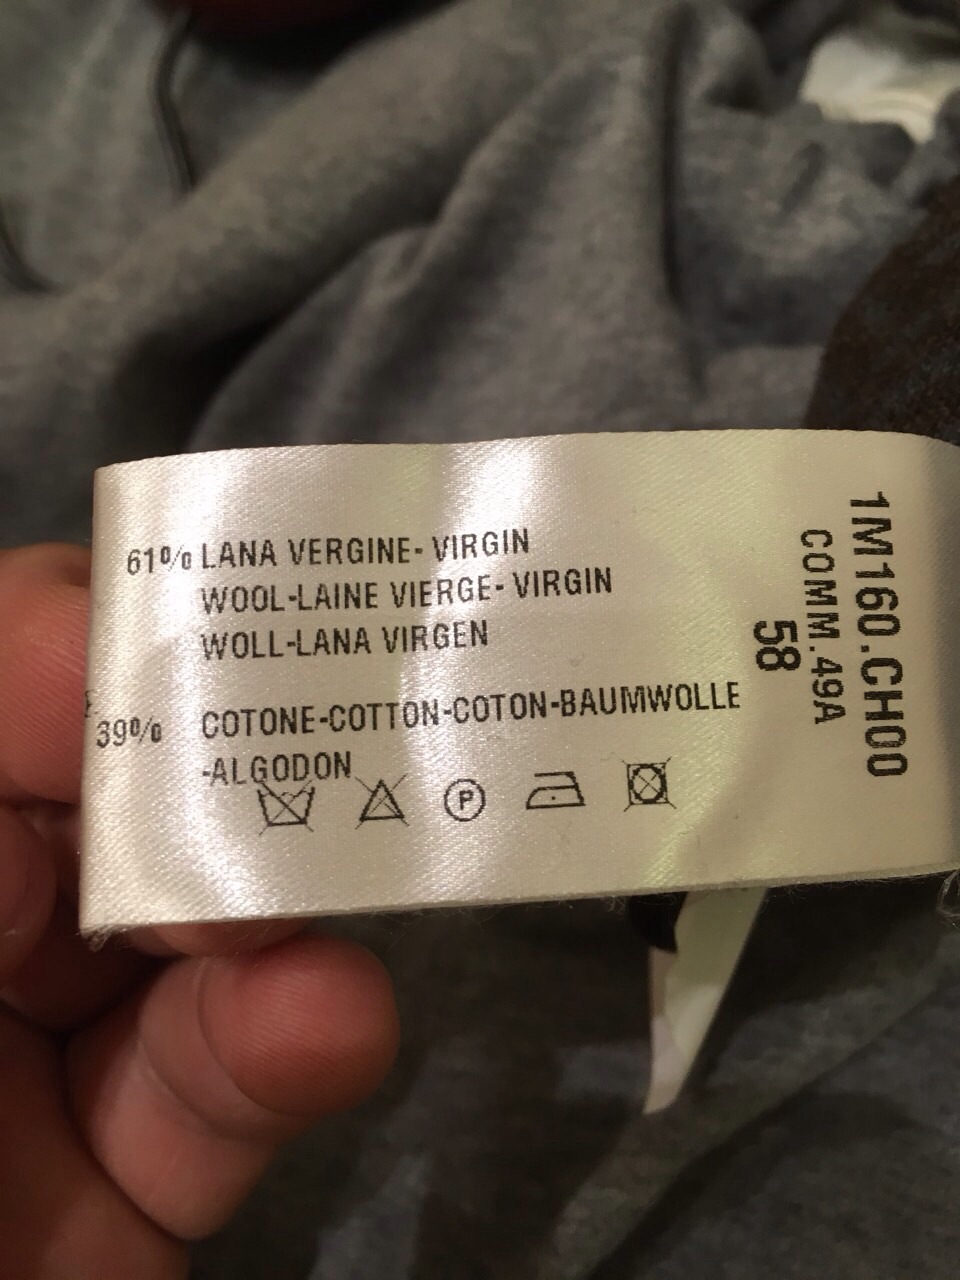 61% LANA VERGINE- VIRGIN
WOOL-LAINE VIERGE- VIRGIN
WOLL-LANA VIRGEN
39% COTONE-COTTON-COTON-BAUMWOLLE
-ALGODON
P
1M160.CH00
COMM.49A
58